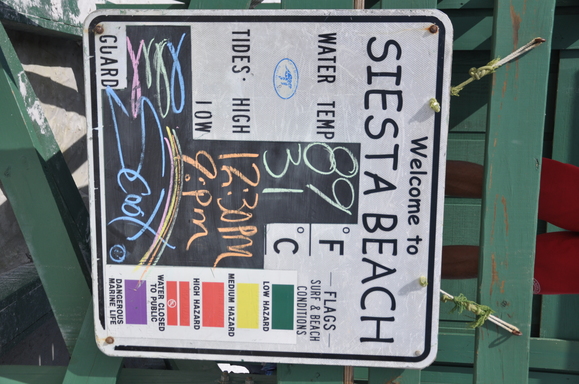 Welcome to
SIESTA BEACH
WATER TEMP 89 °F
31 °C
FLAGS
SURF & BEACH
CONDITIONS
LOW HAZARD
MEDIUM HAZARD
HIGH HAZARD
WATER CLOSED
TO PUBLIC
DANGEROUS
MARINE LIFE
TIDES: HIGH 12:30PM
LOW 9:pm
GUARD Scoot